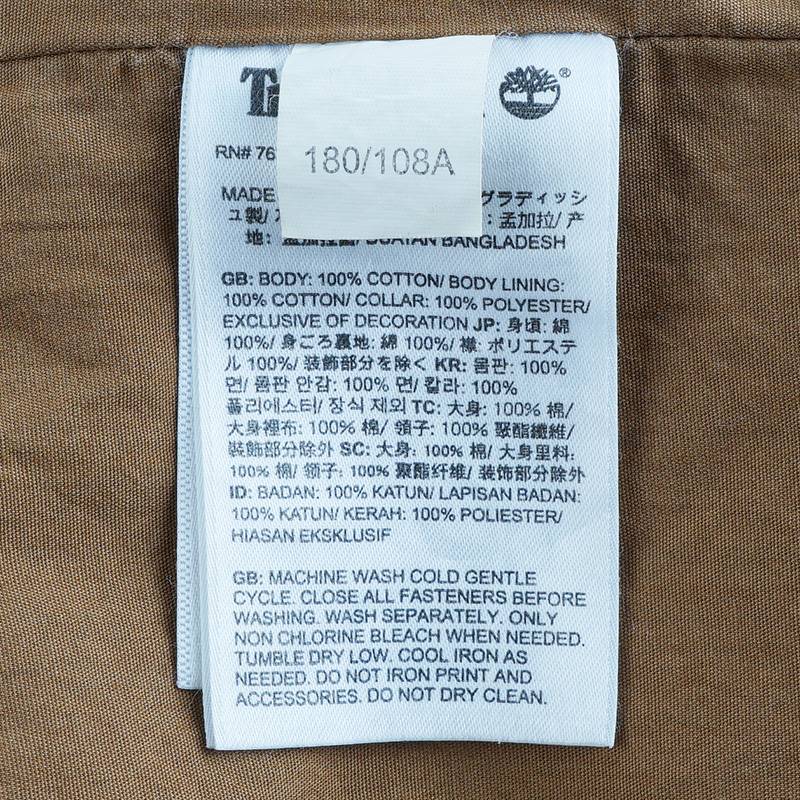 ®
RN# 76
180/108A
MADE グラディッシ
ュ製/ : 孟加拉/ 产
地: BUATAN BANGLADESH
GB: BODY: 100% COTTON/ BODY LINING:
100% COTTON/ COLLAR: 100% POLYESTER/
EXCLUSIVE OF DECORATION JP: 身頃: 綿
100%/ 身ごろ裏地: 綿 100%/ 襟: ポリエステ
ル 100%/ 装飾部分を除く KR: 몸판: 100%
면/ 몸판 안감: 100% 면/ 칼라: 100%
폴리에스터/ 장식 제외 TC: 大身: 100% 棉/
大身裡布: 100% 棉/ 領子: 100% 聚酯纖維/
裝飾部分除外 SC: 大身: 100% 棉/ 大身里料:
100% 棉/ 领子: 100% 聚酯纤维/ 装饰部分除外
ID: BADAN: 100% KATUN/ LAPISAN BADAN:
100% KATUN/ KERAH: 100% POLIESTER/
HIASAN EKSKLUSIF
GB: MACHINE WASH COLD GENTLE
CYCLE. CLOSE ALL FASTENERS BEFORE
WASHING. WASH SEPARATELY. ONLY
NON CHLORINE BLEACH WHEN NEEDED.
TUMBLE DRY LOW. COOL IRON AS
NEEDED. DO NOT IRON PRINT AND
ACCESSORIES. DO NOT DRY CLEAN.